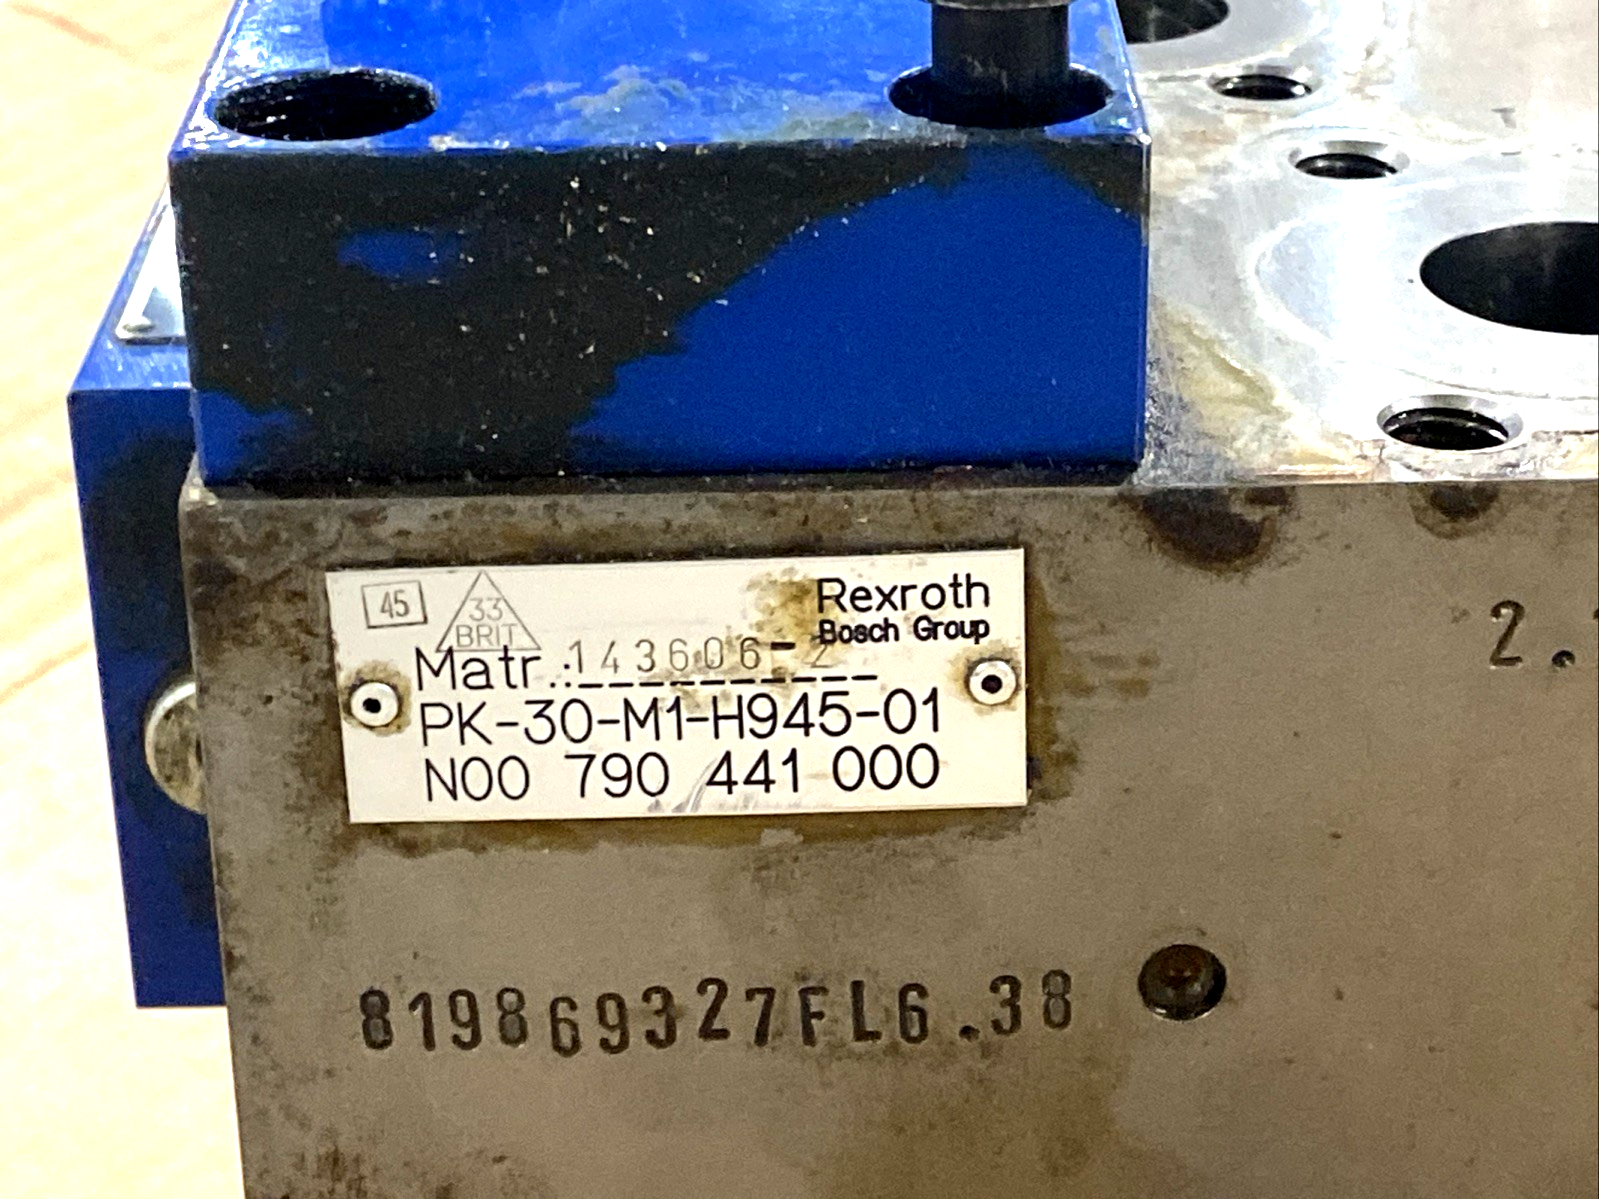 45
33
BRIT
Rexroth
Bosch Group
Matr.: 143606-2
PK-30-M1-H945-01
N00 790 441 000
2.
819869327FL6.38